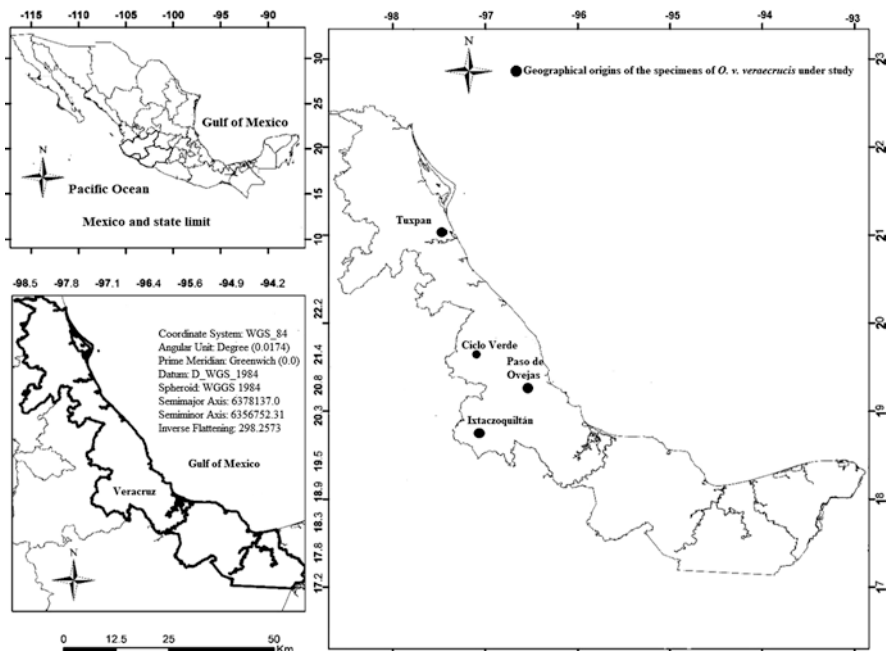 -115 -110 -105 -100 -95 -90
30
25
20
15
10
N
Gulf of Mexico
Pacific Ocean
Mexico and state limit
-98.5 -97.8 -97.1 -96.4 -95.6 -94.9 -94.2
22.2
21.4
20.8
20.3
19.5
18.9
18.3
17.8
17.2
Coordinate System: WGS_84
Angular Unit: Degree (0.0174)
Prime Meridian: Greenwich (0.0)
Datum: D_WGS_1984
Spheroid: WGGS 1984
Semimajor Axis: 6378137.0
Semiminor Axis: 6356752.31
Inverse Flattening: 298.2573
Gulf of Mexico
Veracruz
N
0 12.5 25 50
Km
-98 -97 -96 -95 -94 -93
23
22
21
20
19
18
17
N
Geographical origins of the specimens of O. v. veraecrucis under study
Tuxpan
Ciclo Verde
Paso de
Ovejas
Ixtaczoquiltán